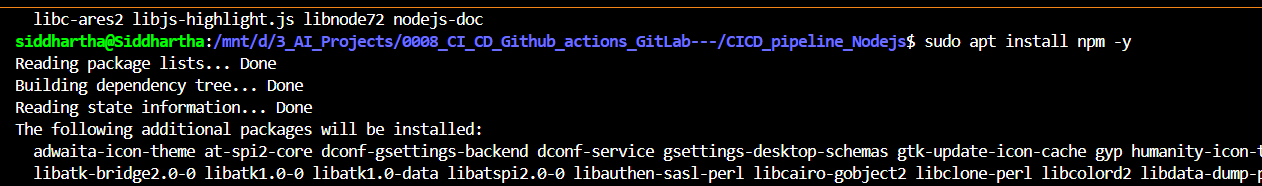 libc-ares2 libjs-highlight.js libnode72 nodejs-doc
siddhartha@Siddhartha:/mnt/d/3_AI_Projects/0008_CI_CD_Github_actions_GitLab---/CICD_pipeline_Nodejs$ sudo apt install npm -y
Reading package lists... Done
Building dependency tree... Done
Reading state information... Done
The following additional packages will be installed:
adwaita-icon-theme at-spi2-core dconf-gsettings-backend dconf-service gsettings-desktop-schemas gtk-update-icon-cache gyp humanity-icon-t
libatk-bridge2.0-0 libatk1.0-0 libatk1.0-data libatspi2.0-0 libauthen-sasl-perl libcairo-gobject2 libclone-perl libcolord2 libdata-dump-p